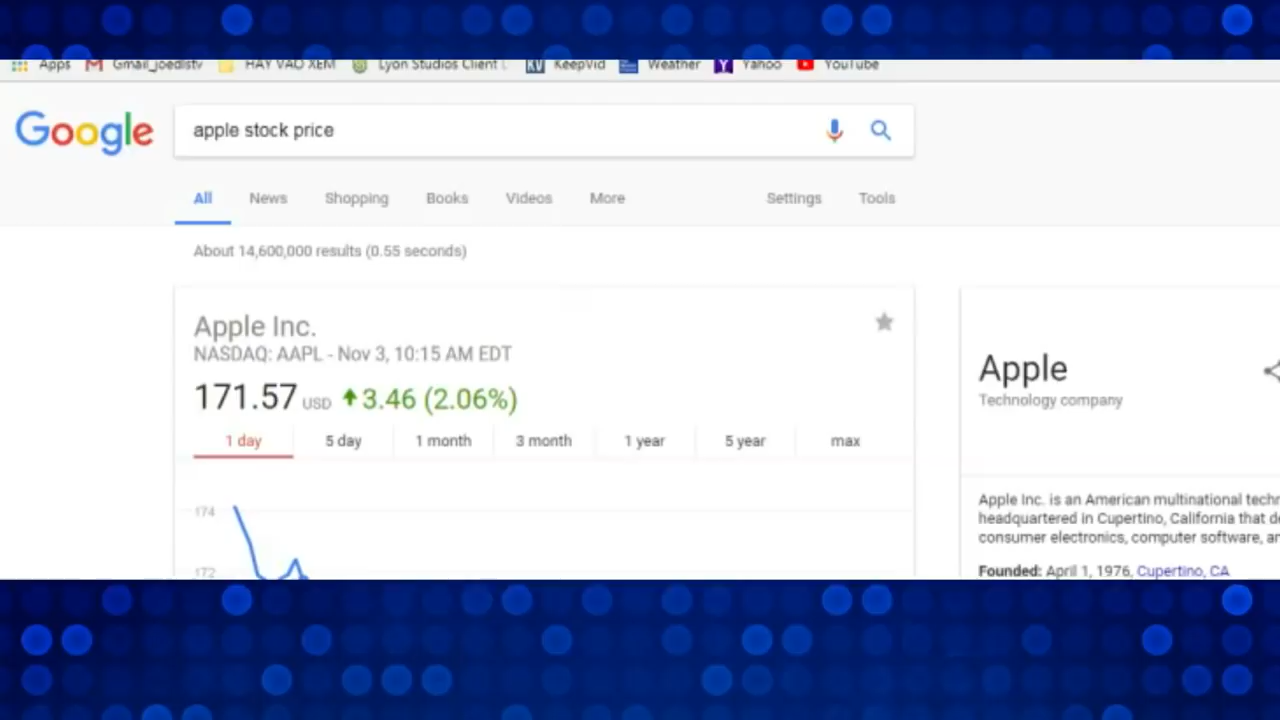 Apps Gmail_joedistv HAY VAO XEM Lyon Studios Client KeepVid Weather Yahoo YouTube
Google apple stock price
All News Shopping Books Videos More Settings Tools
About 14,600,000 results (0.55 seconds)
Apple Inc.
NASDAQ: AAPL - Nov 3, 10:15 AM EDT
171.57 USD 3.46 (2.06%)
1 day 5 day 1 month 3 month 1 year 5 year max
174
172
Apple
Technology company
Apple Inc. is an American multinational
headquartered in Cupertino, California that
consumer electronics, computer software,
Founded: April 1, 1976, Cupertino, CA